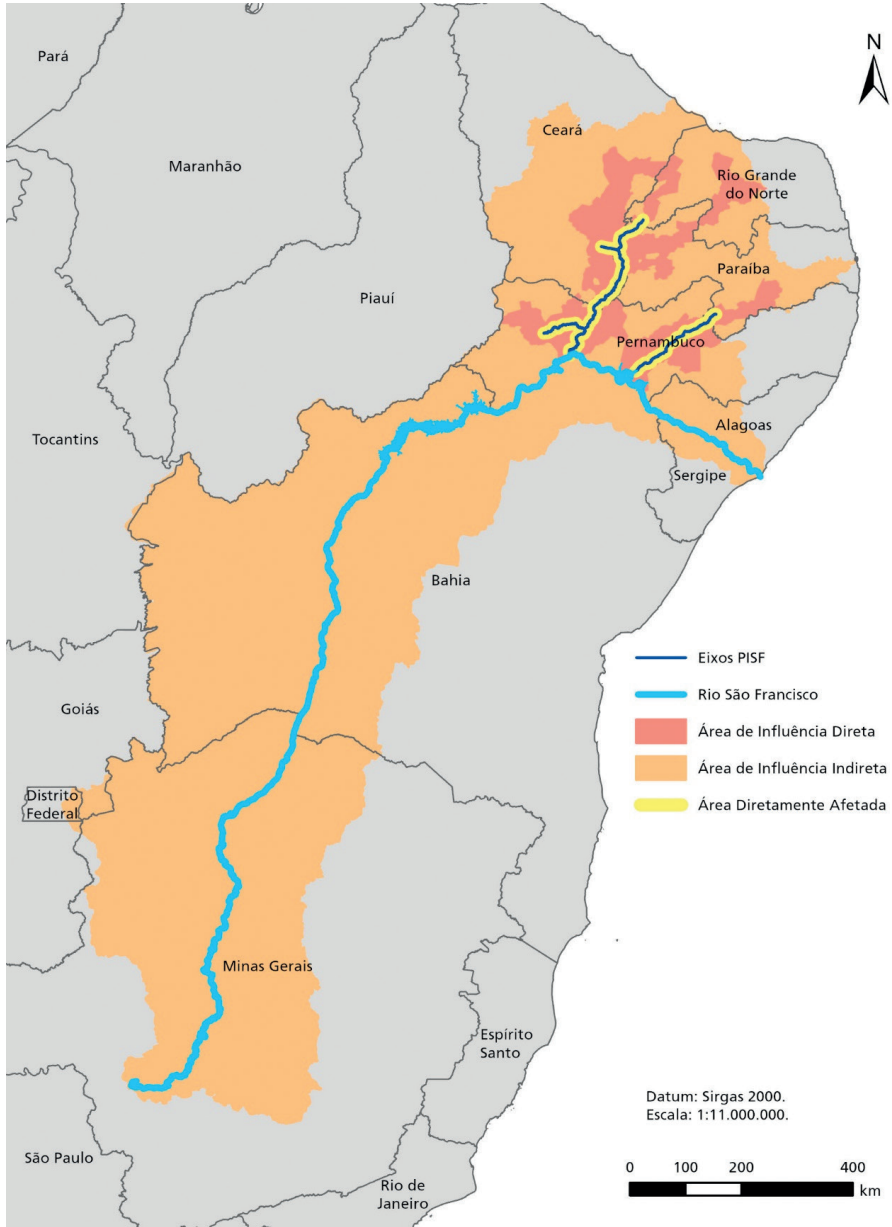 N
Pará
Ceará
Maranhão
Rio Grande
do Norte
Paraíba
Piauí
Pernambuco
Alagoas
Tocantins
Sergipe
Bahia
Eixos PISF
Rio São Francisco
Goiás
Área de Influência Direta
Área de Influência Indireta
Distrito
Federal
Área Diretamente Afetada
Minas Gerais
Espírito
Santo
Datum: Sirgas 2000.
Escala: 1:11.000.000.
São Paulo
Rio de
Janeiro
0 100 200 400
km